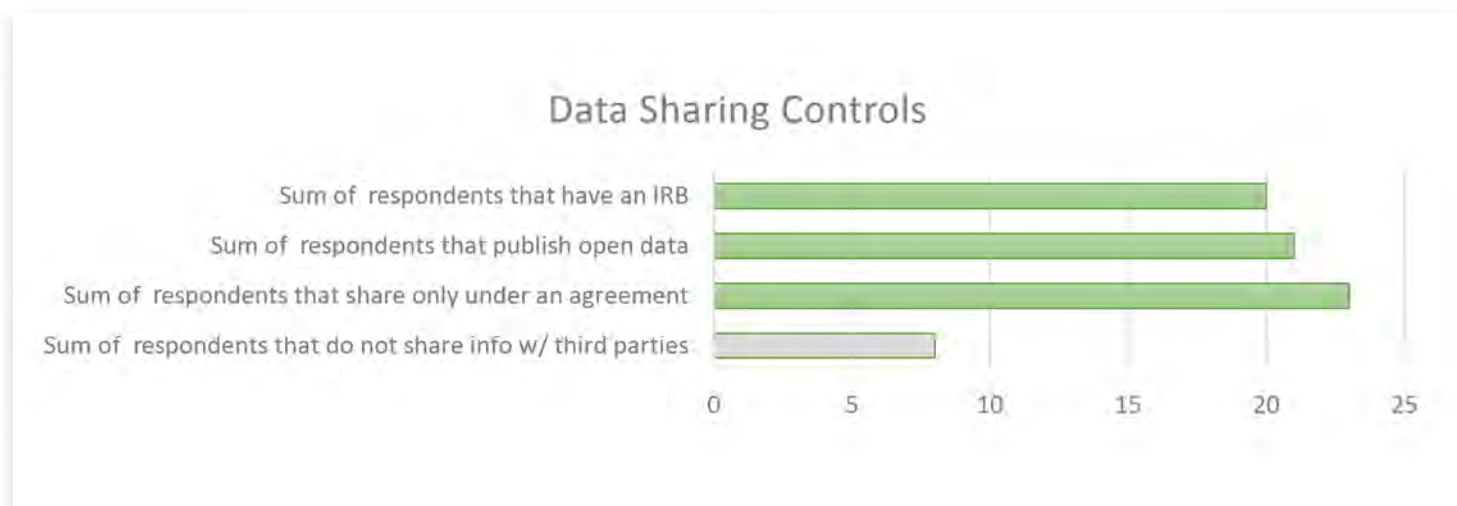 Data Sharing Controls
Sum of respondents that have an IRB
Sum of respondents that publish open data
Sum of respondents that share only under an agreement
Sum of respondents that do not share info w/ third parties
0 5 10 15 20 25